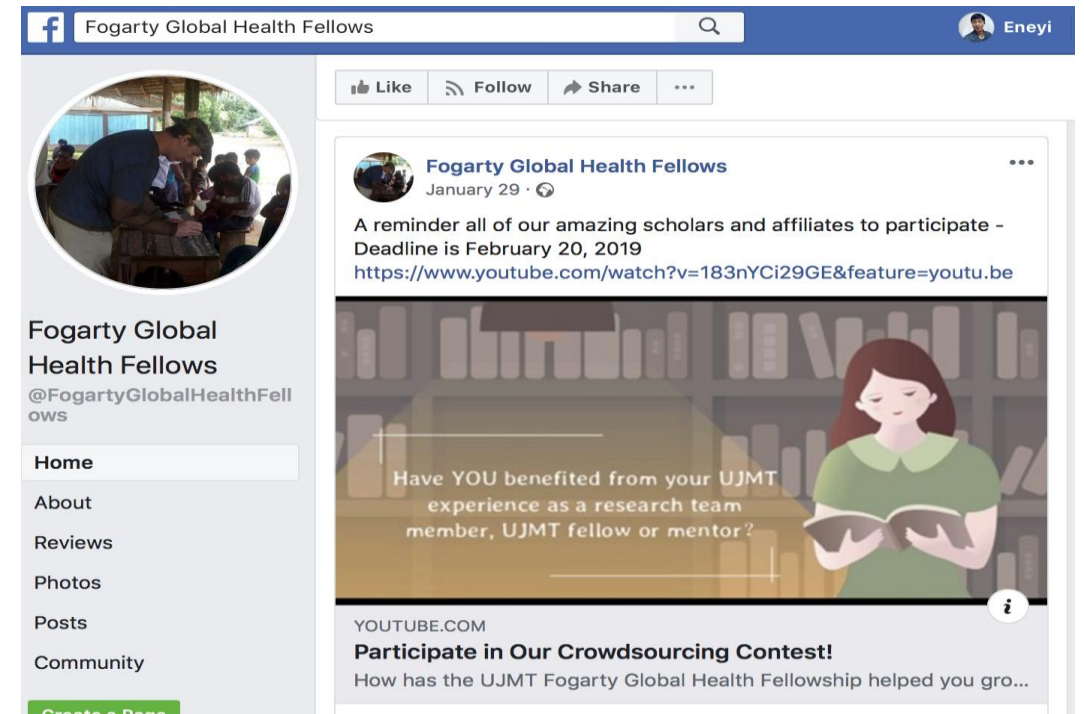 f
Fogarty Global Health Fellows
Eneyi
Like
Follow
Share
Fogarty Global
Health Fellows
@FogartyGlobalHealthFell
ows
Home
About
Reviews
Photos
Posts
Community
Create a Page
Fogarty Global Health Fellows
January 29 ·
A reminder all of our amazing scholars and affiliates to participate -
Deadline is February 20, 2019
https://www.youtube.com/watch?v=183nYCi29GE&feature=youtu.be
Have YOU benefited from your UJMT
experience as a research team
member, UJMT fellow or mentor?
i
YOUTUBE.COM
Participate in Our Crowdsourcing Contest!
How has the UJMT Fogarty Global Health Fellowship helped you gro...